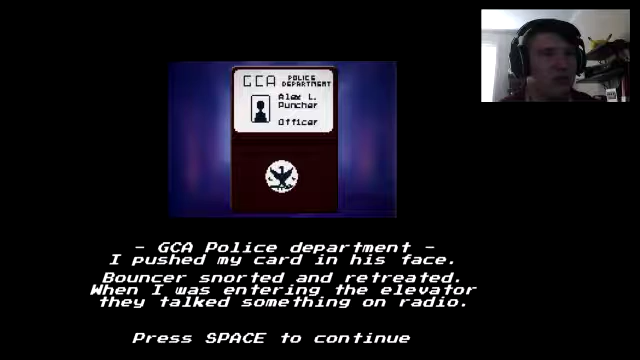 GCA POLICE
DEPARTMENT
Alex L.
Puncher
Officer
- GCA Police department -
I pushed my card in his face.
Bouncer snorted and retreated.
When I was entering the elevator
they talked something on radio.
Press SPACE to continue